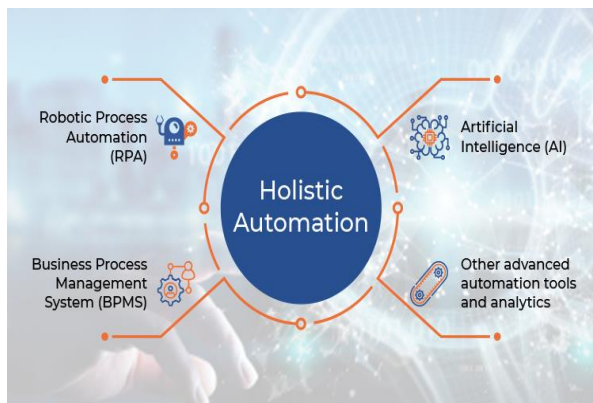 Robotic Process
Automation
(RPA)
Artificial
Intelligence (AI)
Holistic
Automation
Business Process
Management
System (BPMS)
Other advanced
automation tools
and analytics